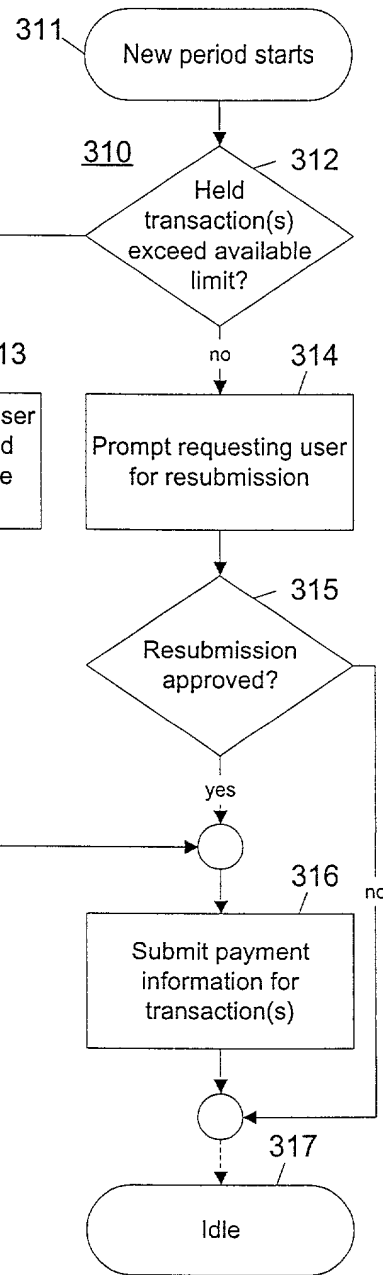 311
New period starts
310
312
Held
transaction(s)
exceed available
limit?
no
13
314
Prompt requesting user
for resubmission
315
Resubmission
approved?
yes
no
316
Submit payment
information for
transaction(s)
317
Idle